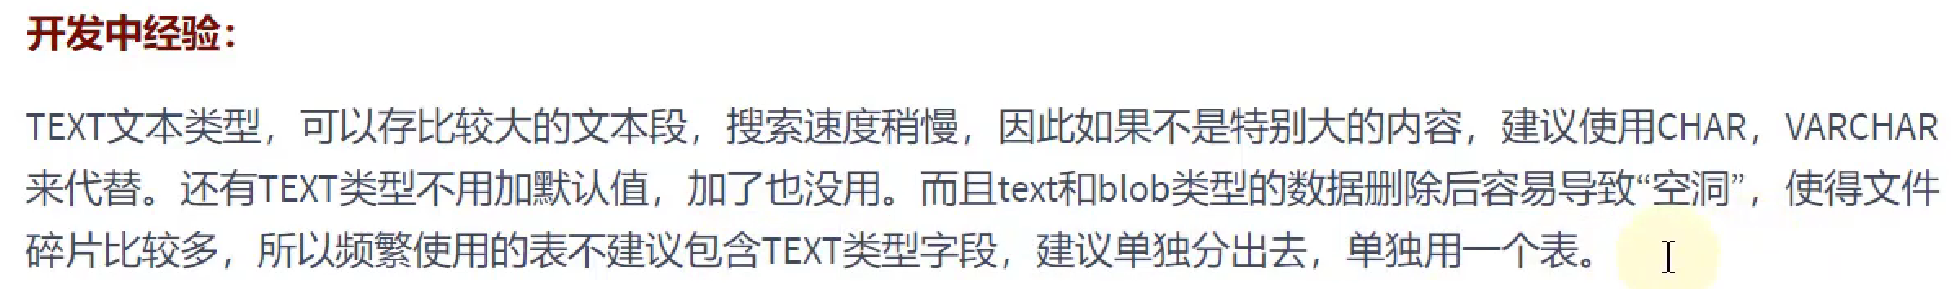 开发中经验：
TEXT文本类型，可以存比较大的文本段，搜索速度稍慢，因此如果不是特别大的内容，建议使用CHAR，VARCHAR
来代替。还有TEXT类型不用加默认值，加了也没用。而且text和blob类型的数据删除后容易导致“空洞”，使得文件
碎片比较多，所以频繁使用的表不建议包含TEXT类型字段，建议单独分出去，单独用一个表。